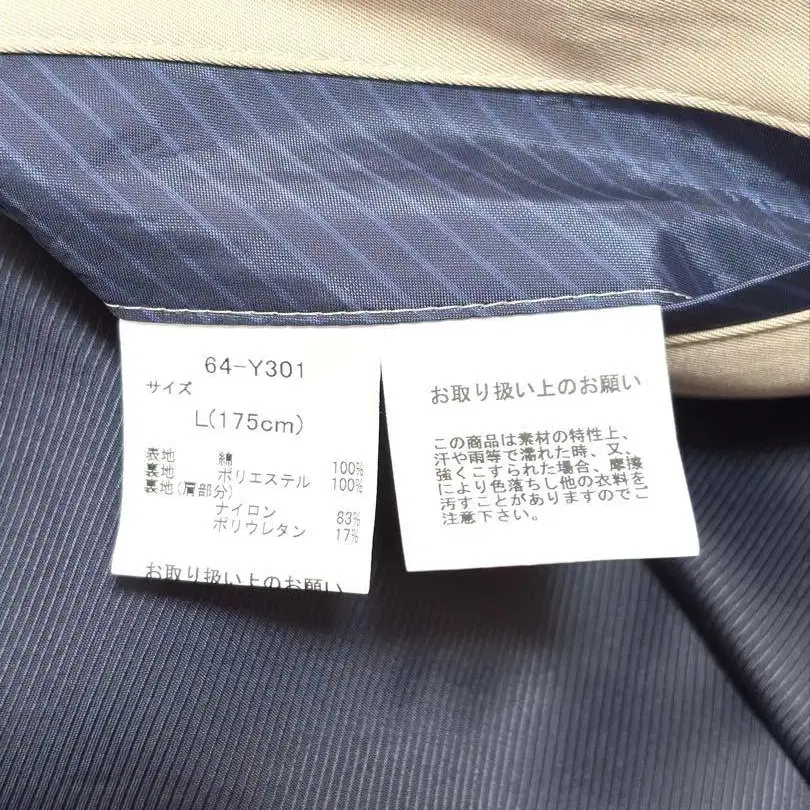 64-Y301
サイズ
L(175cm)
表地 綿 100%
裏地 ポリエステル 100%
裏地(肩部分)
ナイロン 83%
ポリウレタン 17%
お取り扱い上のお願い
お取り扱い上のお願い
この商品は素材の特性上、
汗や雨等で濡れた時、又、
強くこすられた場合、摩擦
により色落ちし他の衣料を
汚すことがありますのでご
注意下さい。